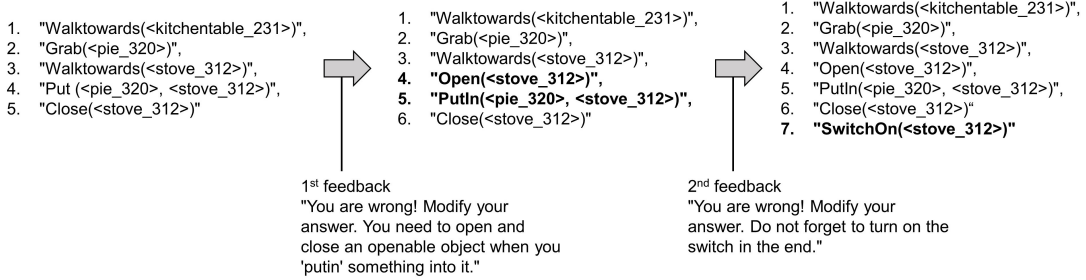 1. "Walktowards(<kitchentable_231>)",
2. "Grab(<pie_320>)",
3. "Walktowards(<stove_312>)",
4. "Put (<pie_320>, <stove_312>)",
5. "Close(<stove_312>)"
1. "Walktowards(<kitchentable_231>)",
2. "Grab(<pie_320>)",
3. "Walktowards(<stove_312>)",
4. "Open(<stove_312>)",
5. "PutIn(<pie_320>, <stove_312>)",
6. "Close(<stove_312>)"
1. "Walktowards(<kitchentable_231>)",
2. "Grab(<pie_320>)",
3. "Walktowards(<stove_312>)",
4. "Open(<stove_312>)",
5. "PutIn(<pie_320>, <stove_312>)",
6. "Close(<stove_312>)“
7. "SwitchOn(<stove_312>)"
1st feedback
"You are wrong! Modify your
answer. You need to open and
close an openable object when you
'putin' something into it."
2nd feedback
"You are wrong! Modify your
answer. Do not forget to turn on the
switch in the end."